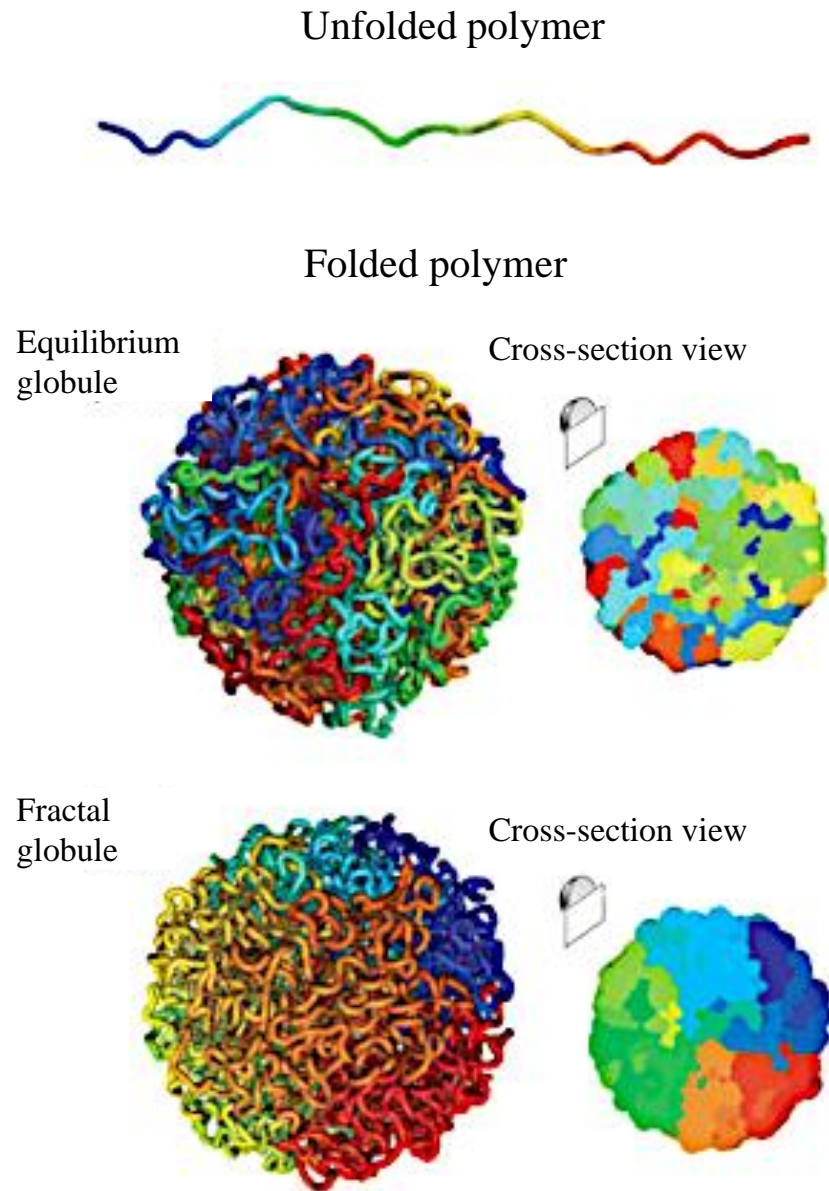 Unfolded polymer
Folded polymer
Equilibrium
globule
Cross-section view
Fractal
globule
Cross-section view